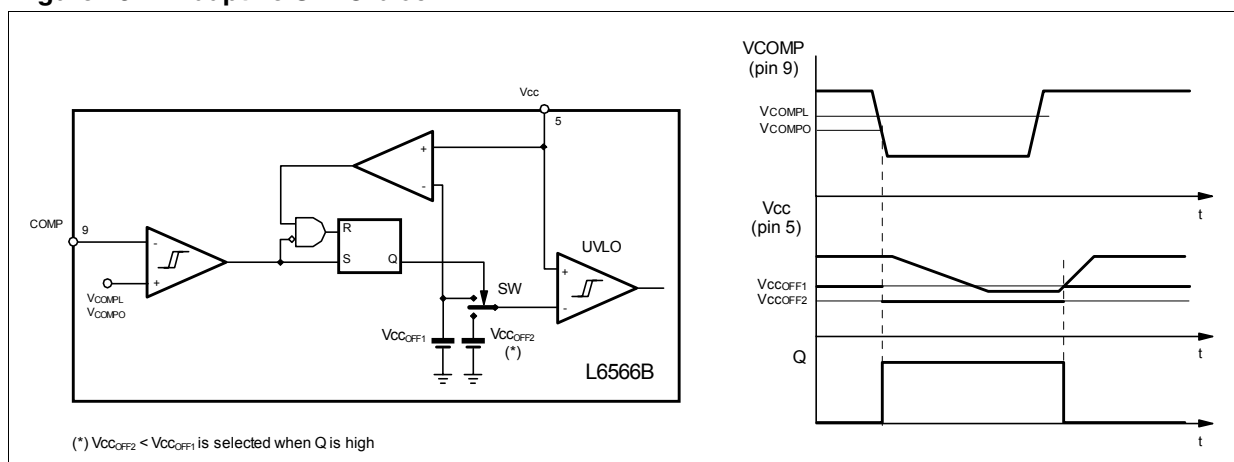 Vcc
5
COMP
9
VCOMPL
VCOMPO
-
+
+
-
R
S
Q
SW
UVLO
+
-
VccOFF1
VccOFF2
(*)
L6566B
(*) VccOFF2 < VccOFF1 is selected when Q is high
VCOMP
(pin 9)
VCOMPL
VCOMPO
t
Vcc
(pin 5)
VccOFF1
VccOFF2
t
Q
t